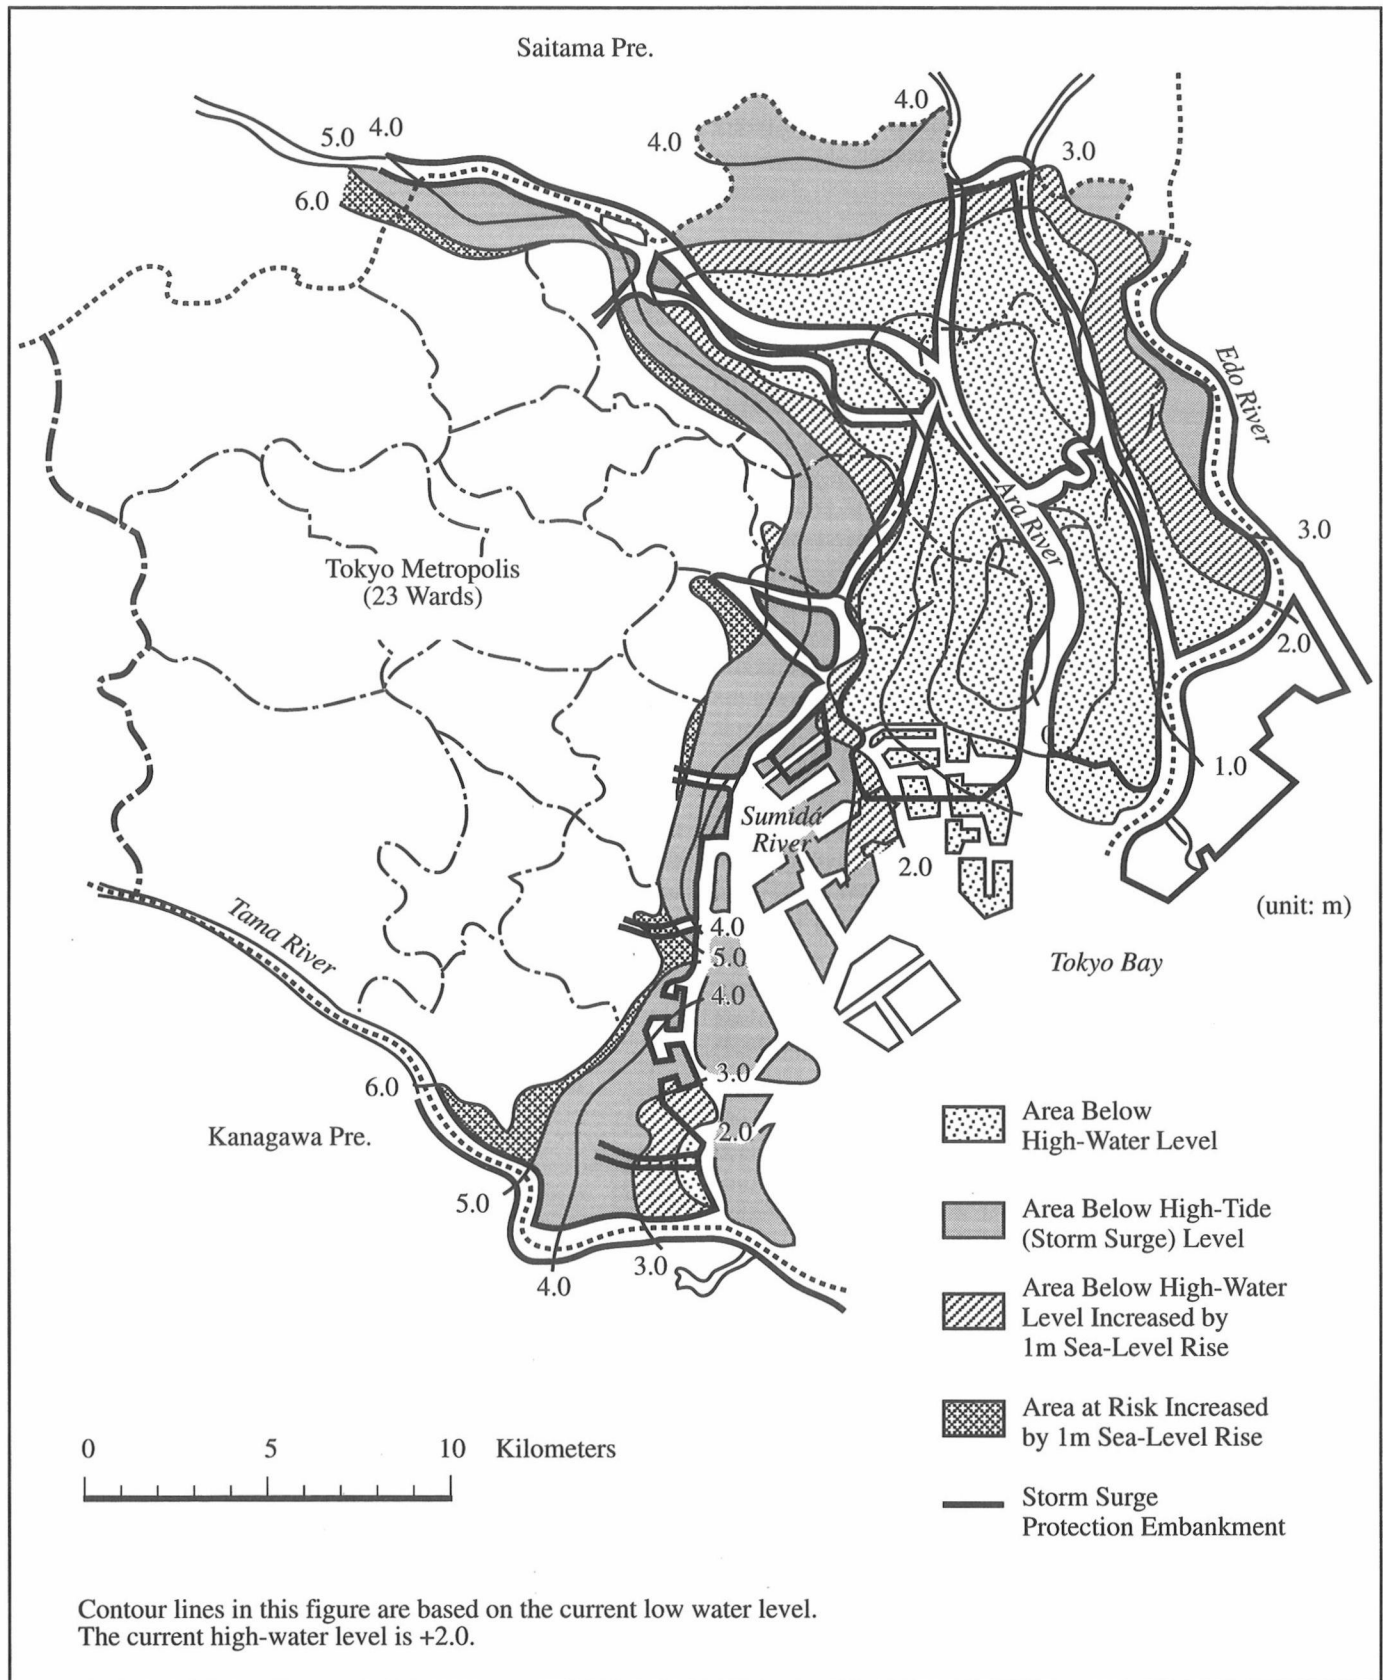 Saitama Pre.
4.0
5.0 4.0
4.0
3.0
6.0
Edo River
Ara River
3.0
Tokyo Metropolis
(23 Wards)
2.0
0
1.0
Sumidá
River
2.0
(unit: m)
Tama River
4.0
5.0
Tokyo Bay
4.0
3.0
6.0
2.0
Kanagawa Pre.
5.0
3.0
4.0
Area Below
High-Water Level
Area Below High-Tide
(Storm Surge) Level
Area Below High-Water
Level Increased by
1m Sea-Level Rise
Area at Risk Increased
by 1m Sea-Level Rise
Storm Surge
Protection Embankment
0 5 10 Kilometers
Contour lines in this figure are based on the current low water level.
The current high-water level is +2.0.